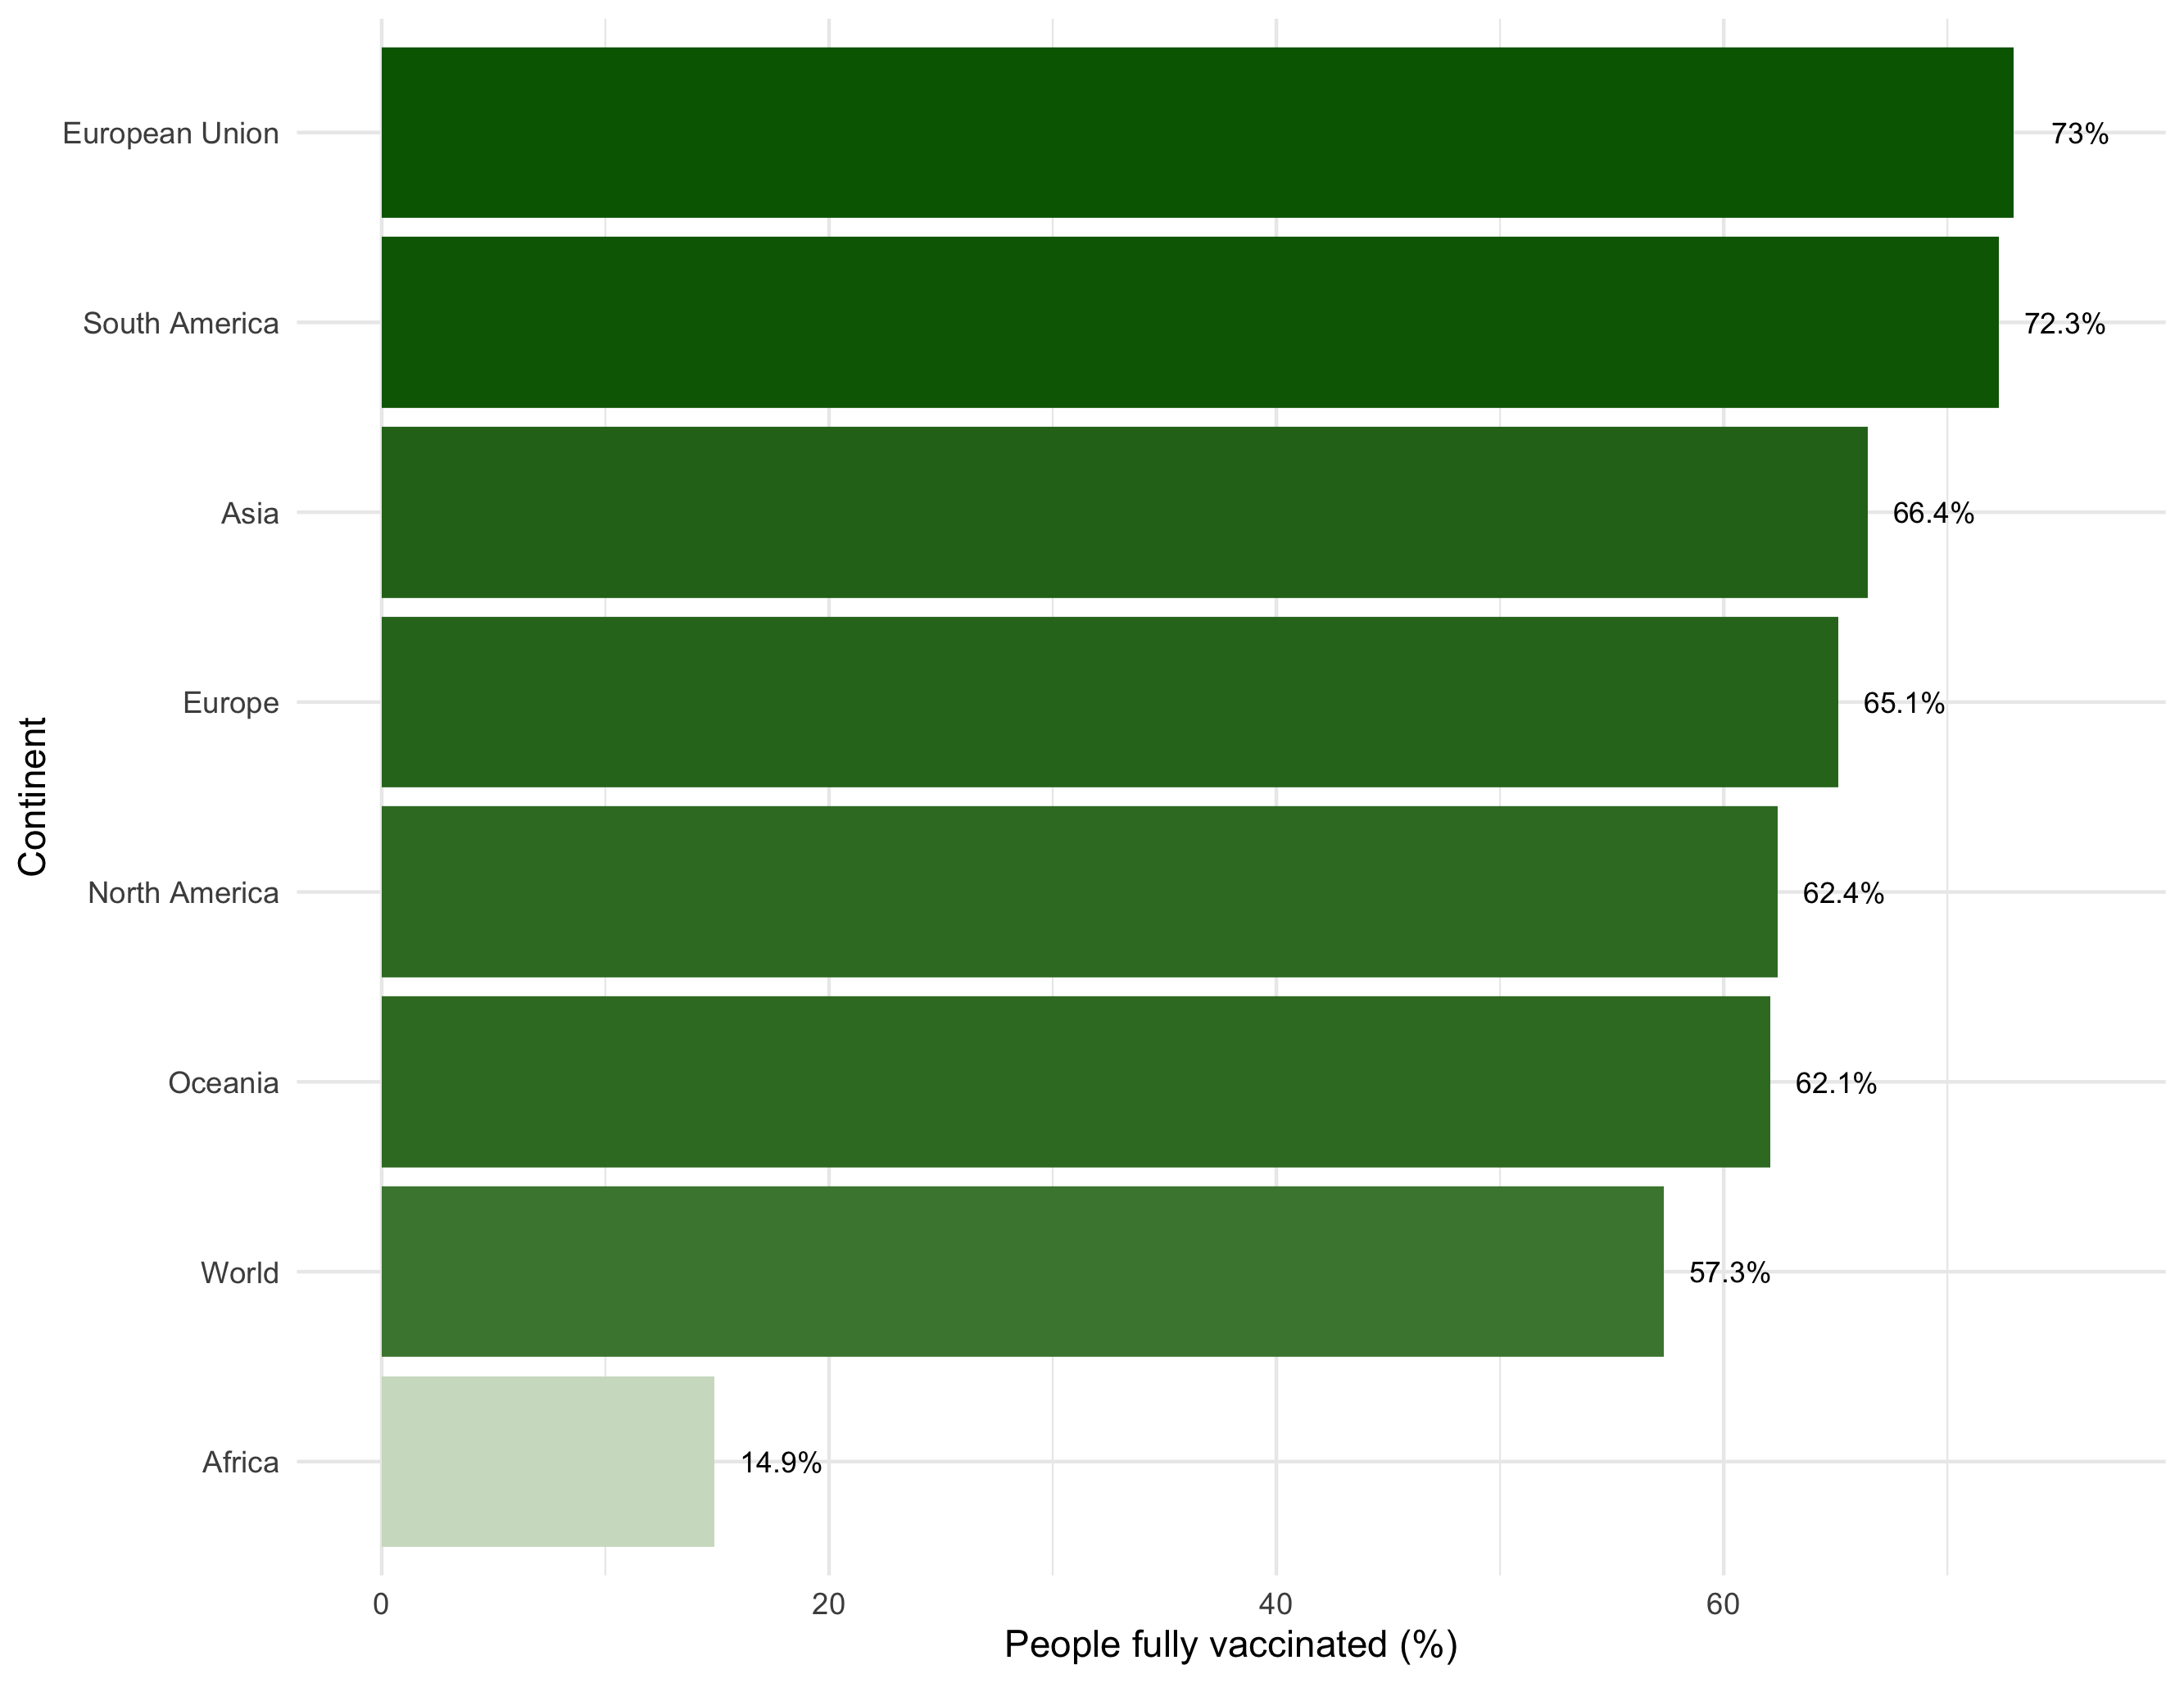 European Union 73%
South America 72.3%
Asia 66.4%
Europe 65.1%
North America 62.4%
Oceania 62.1%
World 57.3%
Africa 14.9%
Continent
0 20 40 60
People fully vaccinated (%)